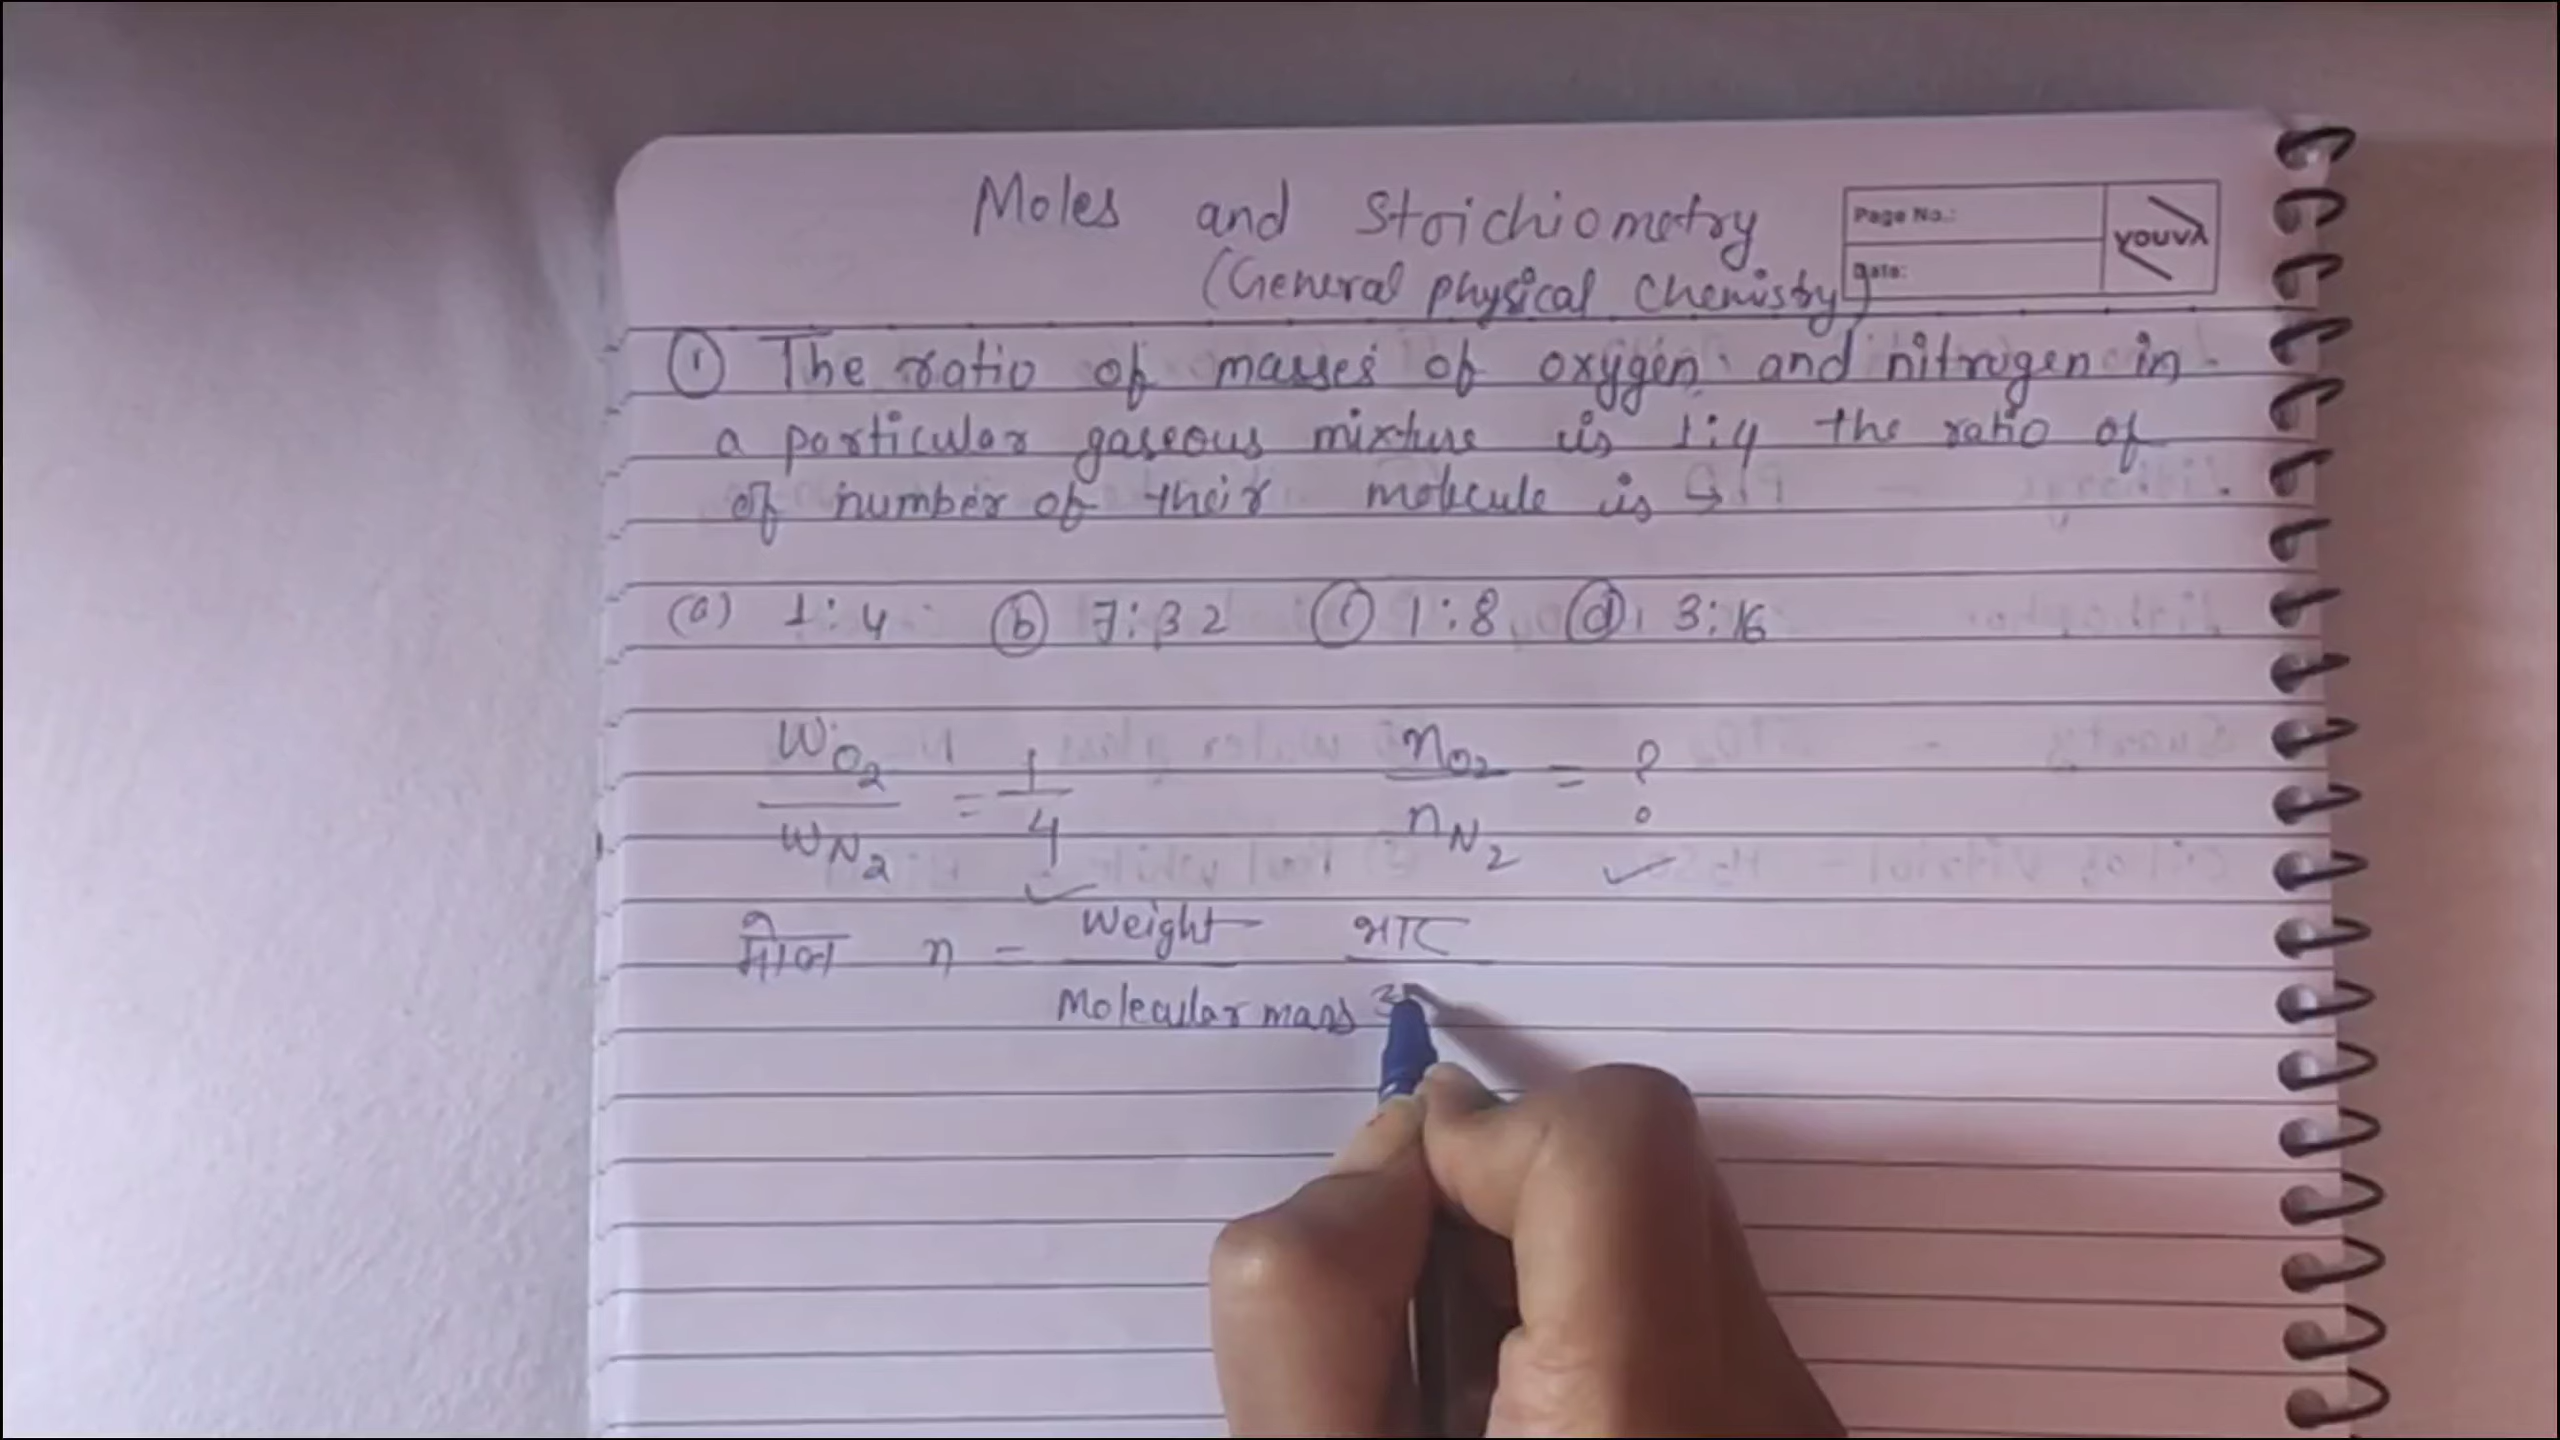 Moles and Stoichiometry
(General physical chemistry)
Page No.:
Date:
YOUVA
① The ratio of masses of oxygen and nitrogen in
a particular gaseous mixture is 1:4 the ratio of
of number of their molecule is ↳
(a) 1:4 ⓑ 7:32 ⓒ 1:8 ⓓ 3:16
WO2 / WN2 = 1/4 nO2 / nN2 = ?
मोल n = Weight भार
Molecular mass